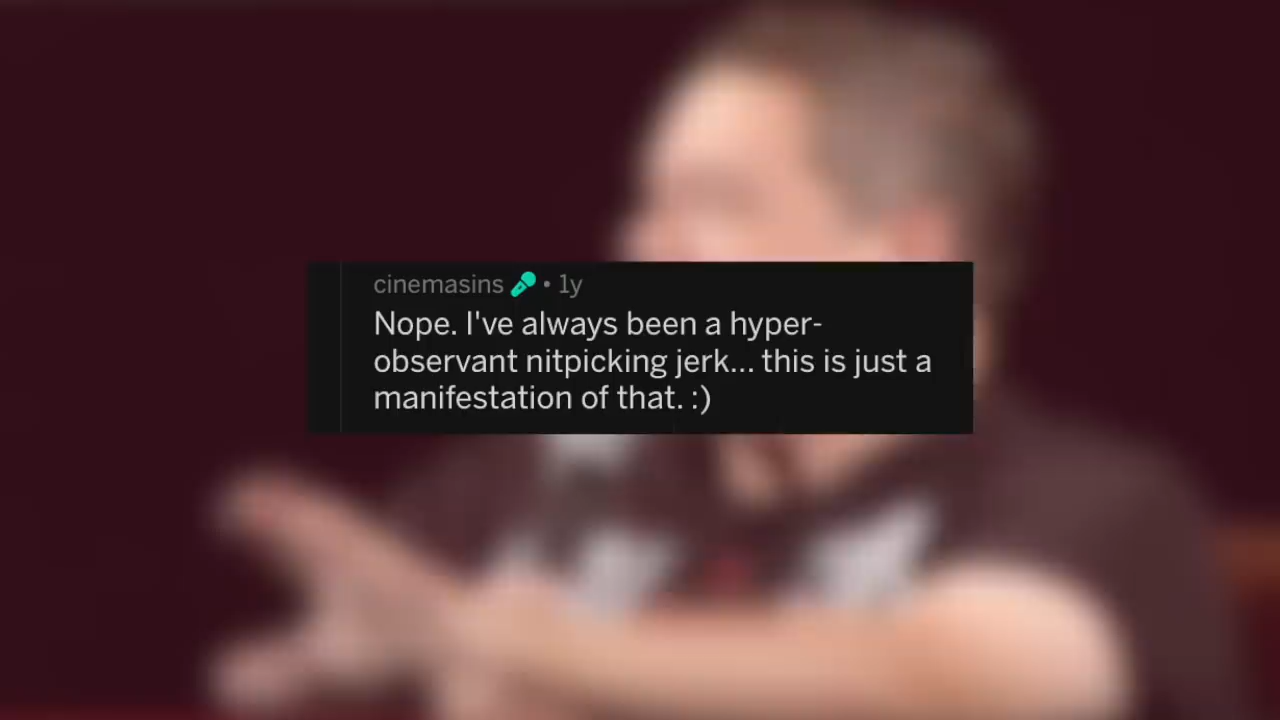 cinemasins 🎤 • 1y
Nope. I've always been a hyper-
observant nitpicking jerk... this is just a
manifestation of that. :)